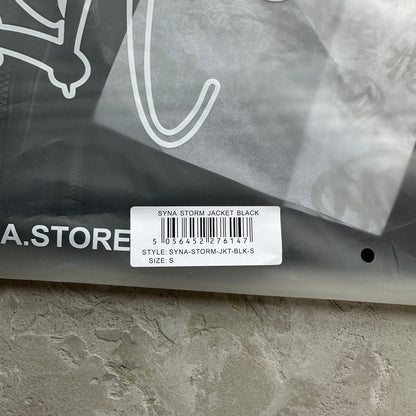 A.STORE
SYNA STORM JACKET BLACK
5 056452 276147
STYLE: SYNA-STORM-JKT-BLK-S
SIZE: S